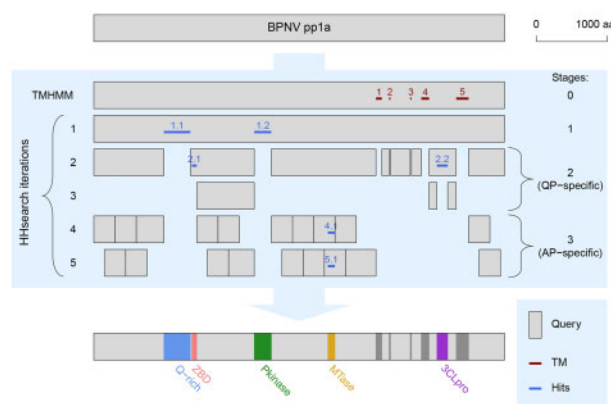 BPNV pp1a
0 1000 aa
Stages:
TMHMM 1 2 3 4 5 0
1 1.1 1.2 1
2 2.1 2.2
2
(QP-specific)
3
HHsearch iterations
4 4.1
3
(AP-specific)
5 5.1
Query
TM
Hits
Q-rich
ZBD
Pkinase
MTase
3CLpro